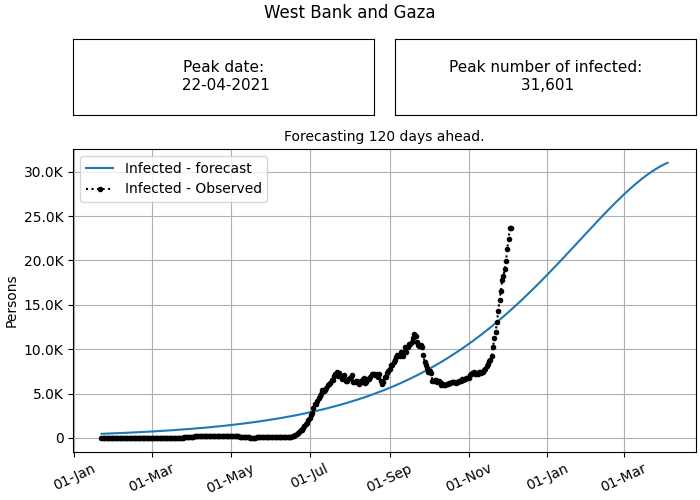 West Bank and Gaza
Peak date:
22-04-2021
Peak number of infected:
31,601
Forecasting 120 days ahead.
Infected - forecast
Infected - Observed
30.0K
25.0K
20.0K
15.0K
10.0K
5.0K
0
Persons
01-Jan
01-Mar
01-May
01-Jul
01-Sep
01-Nov
01-Jan
01-Mar